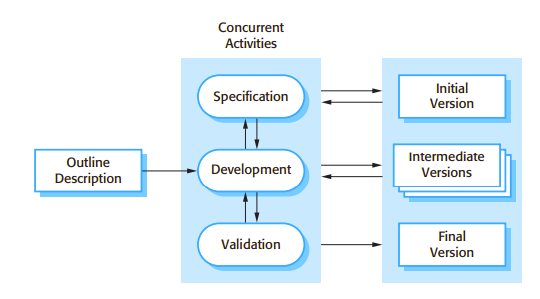 Concurrent
Activities
Specification
Initial
Version
Outline
Description
Development
Intermediate
Versions
Validation
Final
Version